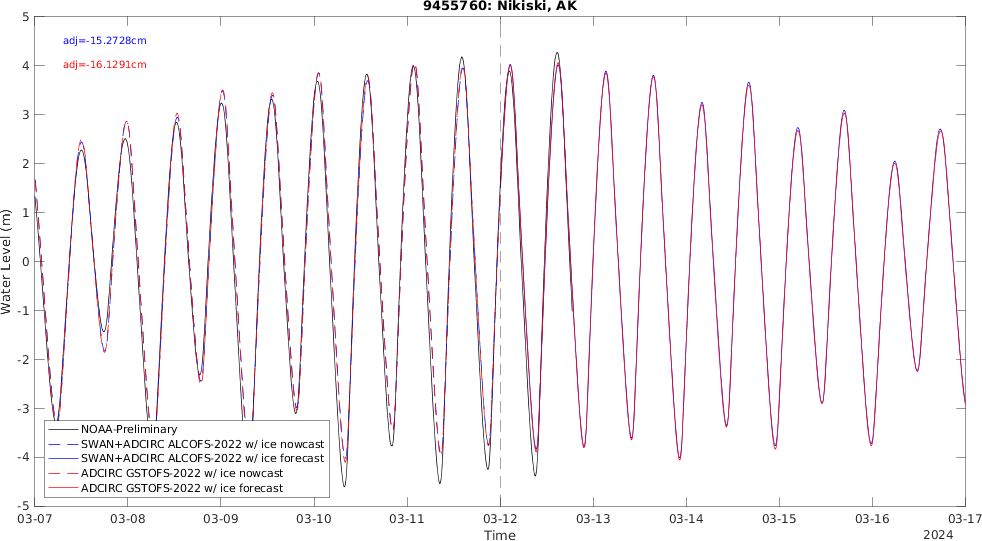 9455760: Nikiski, AK
adj=-15.2728cm
adj=-16.1291cm
Water Level (m)
5
4
3
2
1
0
-1
-2
-3
-4
-5
NOAA-Preliminary
SWAN+ADCIRC ALCOFS-2022 w/ ice nowcast
SWAN+ADCIRC ALCOFS-2022 w/ ice forecast
ADCIRC GSTOFS-2022 w/ ice nowcast
ADCIRC GSTOFS-2022 w/ ice forecast
03-07 03-08 03-09 03-10 03-11 03-12 03-13 03-14 03-15 03-16 03-17
Time
2024